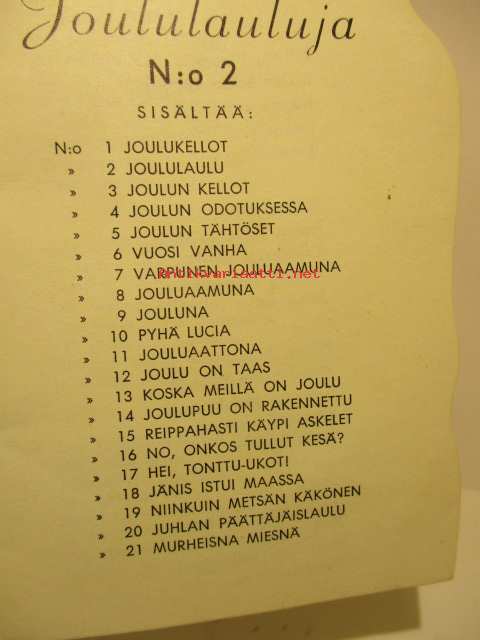 Joululauluja
N:o 2
SISÄLTÄÄ:
N:o 1 JOULUKELLOT
» 2 JOULULAULU
» 3 JOULUN KELLOT
» 4 JOULUN ODOTUKSESSA
» 5 JOULUN TÄHTÖSET
» 6 VUOSI VANHA
» 7 VARPUNEN JOULUAAMUNA
antikvariaatti.net
» 8 JOULUAAMUNA
» 9 JOULUNA
» 10 PYHÄ LUCIA
» 11 JOULUAATTONA
» 12 JOULU ON TAAS
» 13 KOSKA MEILLÄ ON JOULU
» 14 JOULUPUU ON RAKENNETTU
» 15 REIPPAHASTI KÄYPI ASKELET
» 16 NO, ONKOS TULLUT KESÄ?
» 17 HEI, TONTTU-UKOT!
» 18 JÄNIS ISTUI MAASSA
» 19 NIINKUIN METSÄN KÄKÖNEN
» 20 JUHLAN PÄÄTTÄJÄISLAULU
» 21 MURHEISNA MIESNÄ